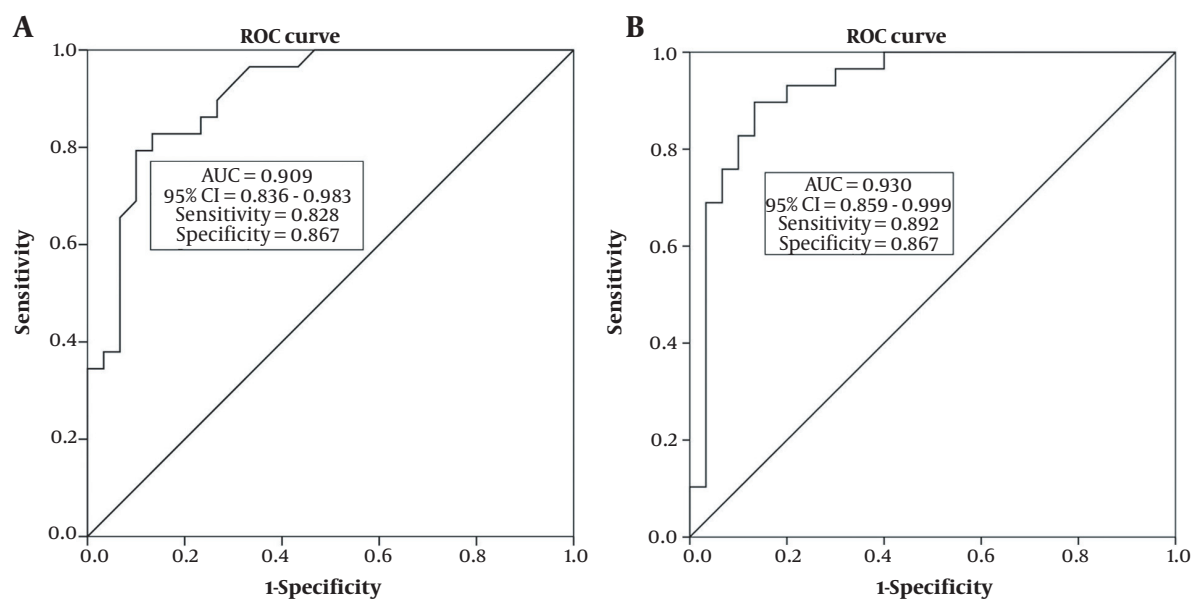 A
ROC curve
1.0
0.8
0.6
0.4
0.2
0.0
Sensitivity
AUC = 0.909
95% CI = 0.836 - 0.983
Sensitivity = 0.828
Specificity = 0.867
0.0 0.2 0.4 0.6 0.8 1.0
1-Specificity
B
ROC curve
1.0
0.8
0.6
0.4
0.2
0.0
Sensitivity
AUC = 0.930
95% CI = 0.859 - 0.999
Sensitivity = 0.892
Specificity = 0.867
0.0 0.2 0.4 0.6 0.8 1.0
1-Specificity